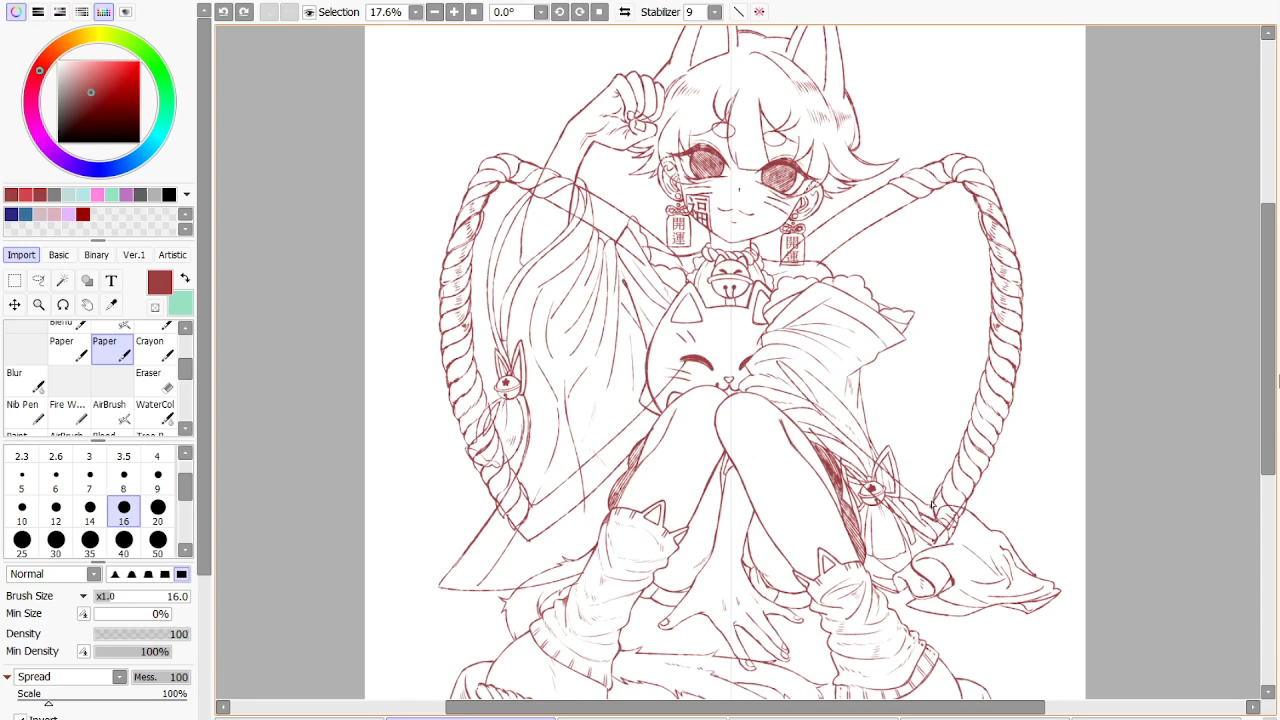 Selection 17.6% 0.0° Stabilizer 9
Import Basic Binary Ver.1 Artistic
T
Blend
Paper Paper Crayon
Blur Eraser
Nib Pen Fire W... AirBrush WaterCol
2.3 2.6 3 3.5 4
5 6 7 8 9
10 12 14 16 20
25 30 35 40 50
Normal
Brush Size x1.0 16.0
Min Size 0%
Density 100
Min Density 100%
Spread Mess. 100
Scale 100%
Invert
福
開運
開運